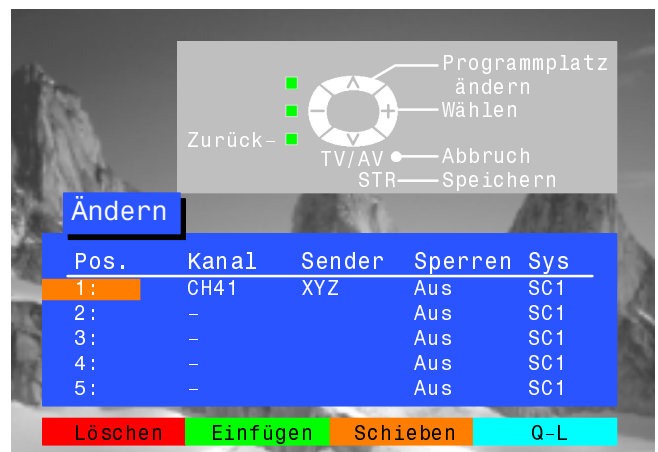 Programmplatz
ändern
Wählen
Zurück–
TV/AV Abbruch
STR Speichern
Ändern
Pos. Kanal Sender Sperren Sys
1: CH41 XYZ Aus SC1
2: – Aus SC1
3: – Aus SC1
4: – Aus SC1
5: – Aus SC1
Löschen Einfügen Schieben Q–L